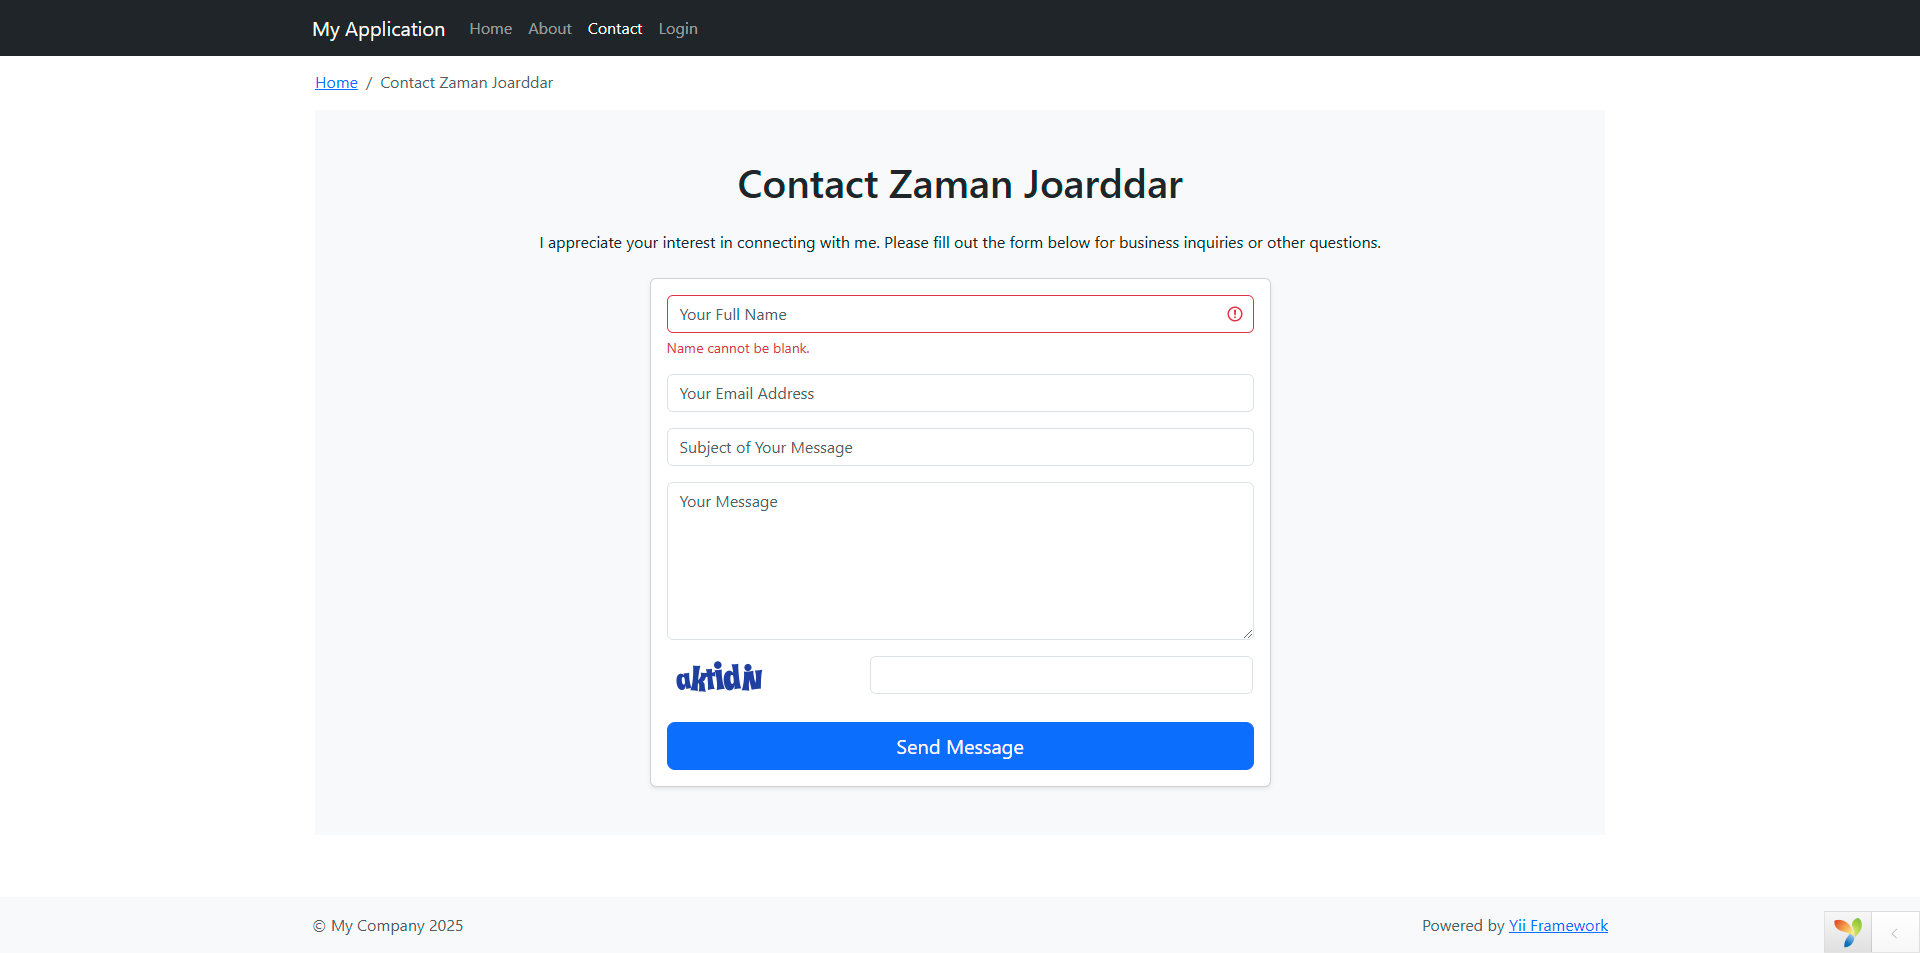 My Application Home About Contact Login
Home / Contact Zaman Joarddar
Contact Zaman Joarddar
I appreciate your interest in connecting with me. Please fill out the form below for business inquiries or other questions.
Your Full Name
Name cannot be blank.
Your Email Address
Subject of Your Message
Your Message
Send Message
© My Company 2025
Powered by Yii Framework